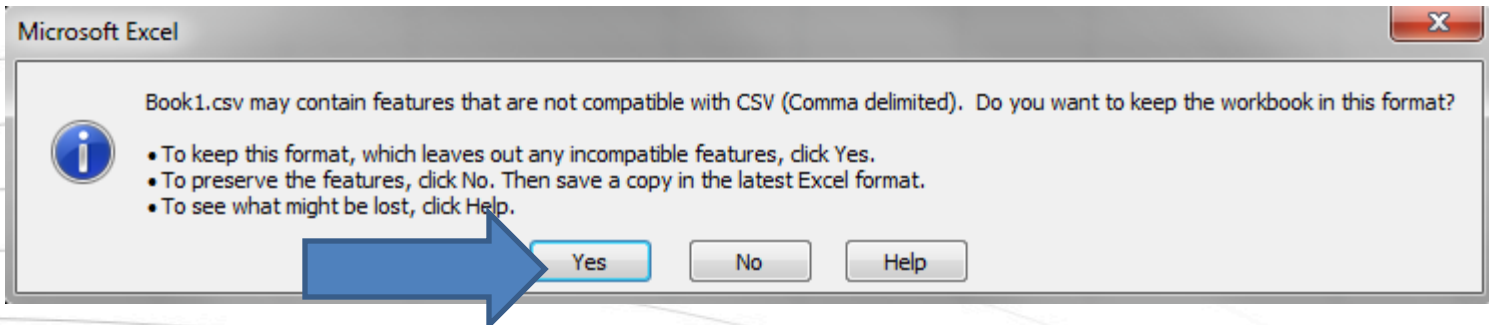 Microsoft Excel
Book1.csv may contain features that are not compatible with CSV (Comma delimited).  Do you want to keep the workbook in this format?
• To keep this format, which leaves out any incompatible features, click Yes.
• To preserve the features, click No. Then save a copy in the latest Excel format.
• To see what might be lost, click Help.
Yes No Help